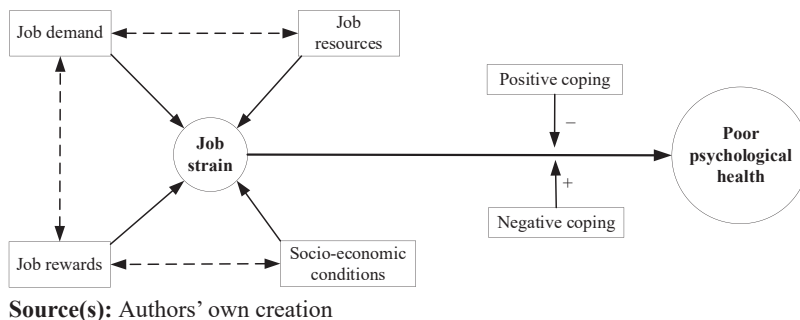 Job demand
Job
resources
Positive coping
–
Job
strain
Poor
psychological
health
+
Negative coping
Job rewards
Socio-economic
conditions
Source(s): Authors' own creation